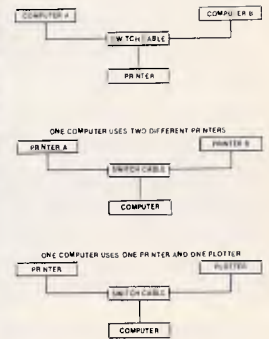 COMPUTER A
COMPUTER B
SWITCH CABLE
PRINTER
ONE COMPUTER USES TWO DIFFERENT PRINTERS
PRINTER A
PRINTER B
SWITCH CABLE
COMPUTER
ONE COMPUTER USES ONE PRINTER AND ONE PLOTTER
PRINTER
PLOTTER
SWITCH CABLE
COMPUTER